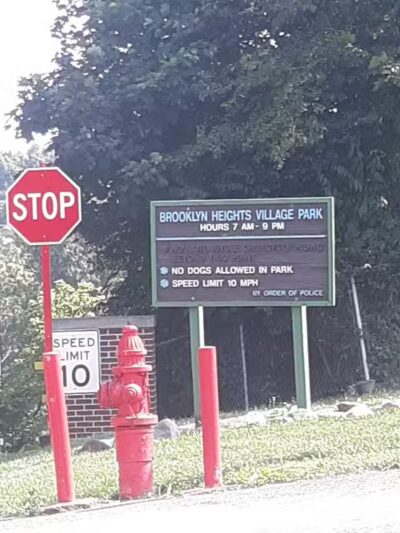 STOP
BROOKLYN HEIGHTS VILLAGE PARK
HOURS 7 AM - 9 PM
NO DOGS ALLOWED IN PARK
SPEED LIMIT 10 MPH
BY ORDER OF POLICE
SPEED
LIMIT
10